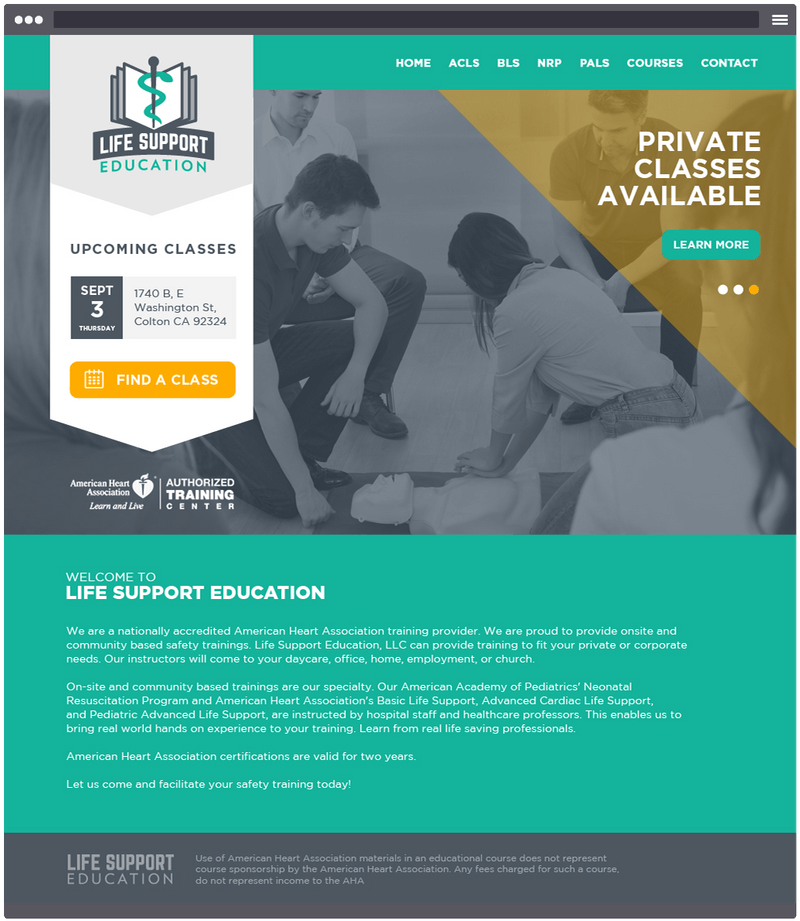 HOME ACLS BLS NRP PALS COURSES CONTACT
LIFE SUPPORT
EDUCATION
UPCOMING CLASSES
SEPT
3
THURSDAY
1740 B, E
Washington St,
Colton CA 92324
FIND A CLASS
PRIVATE
CLASSES
AVAILABLE
LEARN MORE
American Heart
Association
Learn and Live
AUTHORIZED
TRAINING
CENTER
WELCOME TO
LIFE SUPPORT EDUCATION
We are a nationally accredited American Heart Association training provider. We are proud to provide onsite and
community based safety trainings. Life Support Education, LLC can provide training to fit your private or corporate
needs. Our instructors will come to your daycare, office, home, employment, or church.
On-site and community based trainings are our specialty. Our American Academy of Pediatrics' Neonatal
Resuscitation Program and American Heart Association's Basic Life Support, Advanced Cardiac Life Support,
and Pediatric Advanced Life Support, are instructed by hospital staff and healthcare professors. This enables us to
bring real world hands on experience to your training. Learn from real life saving professionals.
American Heart Association certifications are valid for two years.
Let us come and facilitate your safety training today!
LIFE SUPPORT
EDUCATION
Use of American Heart Association materials in an educational course does not represent
course sponsorship by the American Heart Association. Any fees charged for such a course,
do not represent income to the AHA